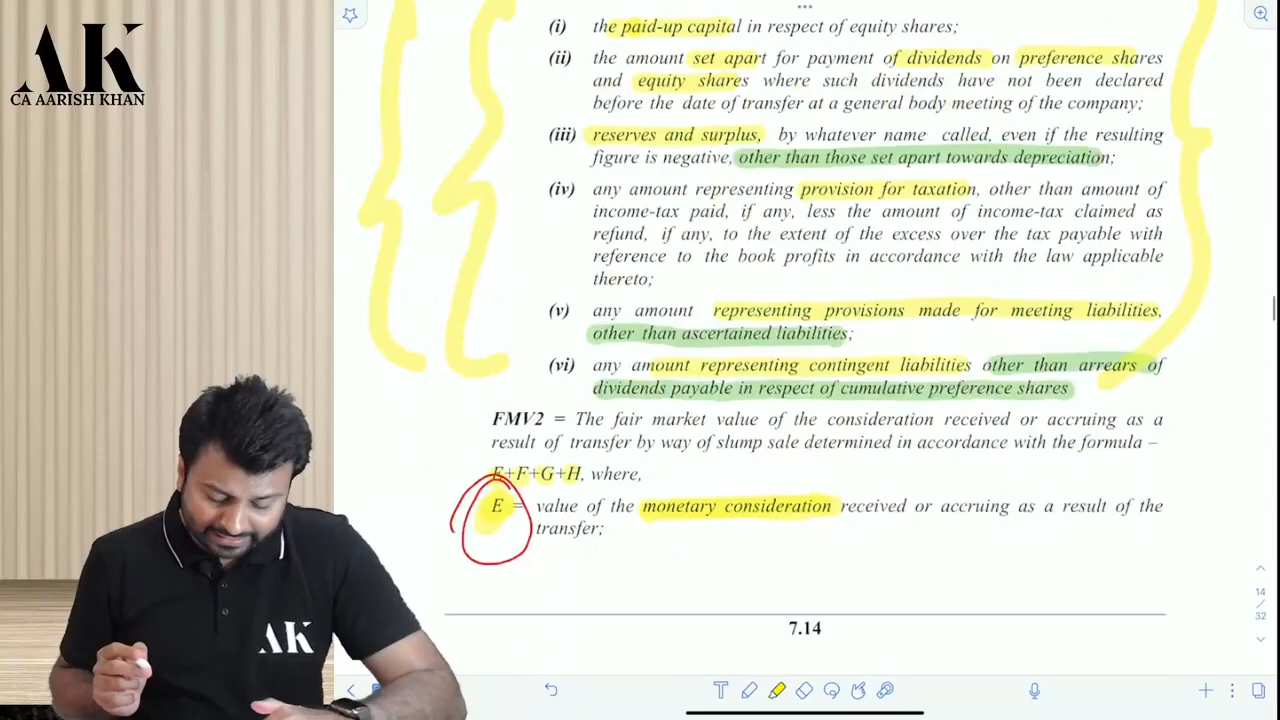 AK
CA AARISH KHAN
(i) the paid-up capital in respect of equity shares;
(ii) the amount set apart for payment of dividends on preference shares
and equity shares where such dividends have not been declared
before the date of transfer at a general body meeting of the company;
(iii) reserves and surplus, by whatever name called, even if the resulting
figure is negative, other than those set apart towards depreciation;
(iv) any amount representing provision for taxation, other than amount of
income-tax paid, if any, less the amount of income-tax claimed as
refund, if any, to the extent of the excess over the tax payable with
reference to the book profits in accordance with the law applicable
thereto;
(v) any amount representing provisions made for meeting liabilities,
other than ascertained liabilities;
(vi) any amount representing contingent liabilities other than arrears of
dividends payable in respect of cumulative preference shares
FMV2 = The fair market value of the consideration received or accruing as a
result of transfer by way of slump sale determined in accordance with the formula –
E+F+G+H, where,
E = value of the monetary consideration received or accruing as a result of the
transfer;
14
/
32
7.14
AK
T